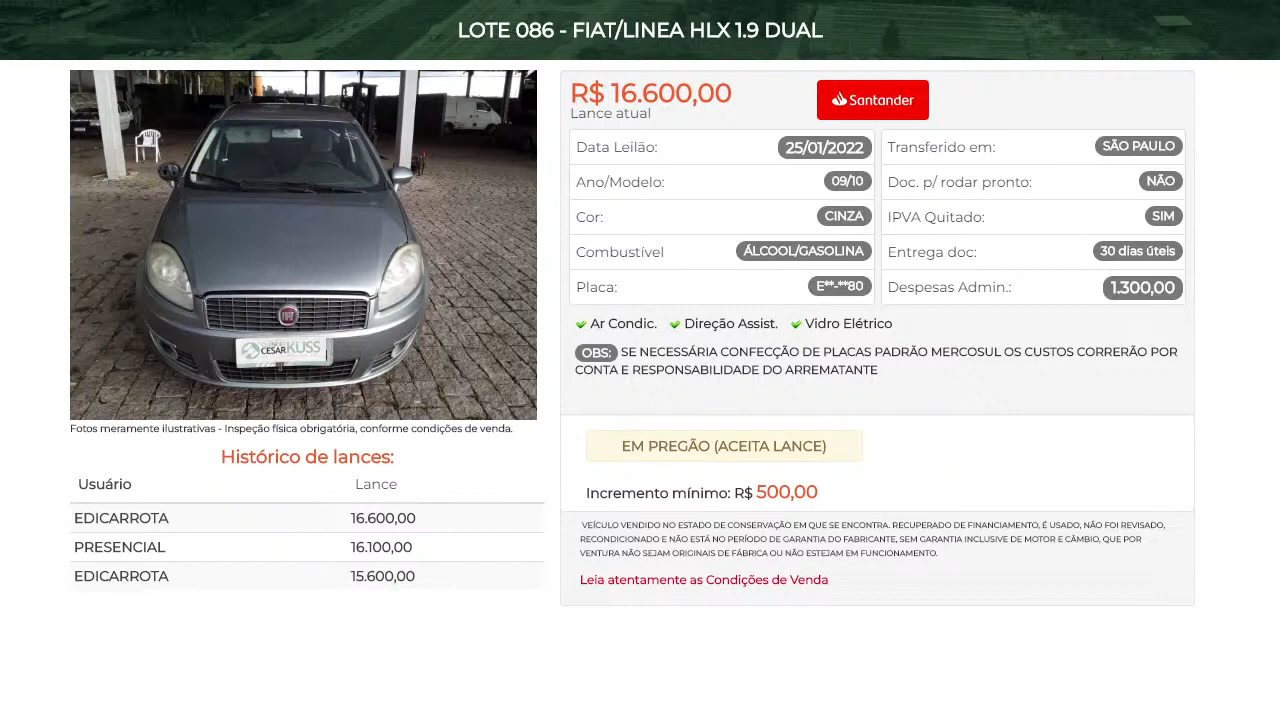 LOTE 086 - FIAT/LINEA HLX 1.9 DUAL
CESAR KUSS
FIAT
Fotos meramente ilustrativas - Inspeção física obrigatória, conforme condições de venda.
Histórico de lances:
Usuário Lance
EDICARROTA 16.600,00
PRESENCIAL 16.100,00
EDICARROTA 15.600,00
R$ 16.600,00
Lance atual
Santander
Data Leilão: 25/01/2022
Ano/Modelo: 09/10
Cor: CINZA
Combustível ÁLCOOL/GASOLINA
Placa: E**-**80
Transferido em: SÃO PAULO
Doc. p/ rodar pronto: NÃO
IPVA Quitado: SIM
Entrega doc: 30 dias úteis
Despesas Admin.: 1.300,00
Ar Condic. Direção Assist. Vidro Elétrico
OBS: SE NECESSÁRIA CONFECÇÃO DE PLACAS PADRÃO MERCOSUL OS CUSTOS CORRERÃO POR
CONTA E RESPONSABILIDADE DO ARREMATANTE
EM PREGÃO (ACEITA LANCE)
Incremento mínimo: R$ 500,00
VEÍCULO VENDIDO NO ESTADO DE CONSERVAÇÃO EM QUE SE ENCONTRA. RECUPERADO DE FINANCIAMENTO, É USADO, NÃO FOI REVISADO,
RECONDICIONADO E NÃO ESTÁ NO PERÍODO DE GARANTIA DO FABRICANTE, SEM GARANTIA INCLUSIVE DE MOTOR E CÂMBIO, QUE POR
VENTURA NÃO SEJAM ORIGINAIS DE FÁBRICA OU NÃO ESTEJAM EM FUNCIONAMENTO.
Leia atentamente as Condições de Venda